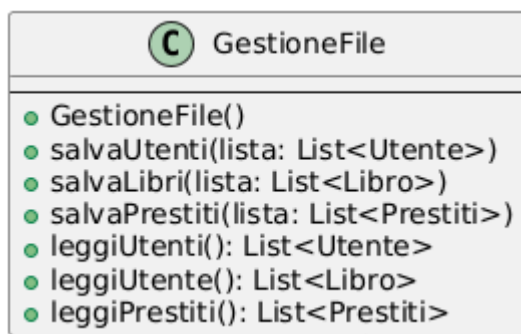 C GestioneFile
GestioneFile()
salvaUtenti(lista: List<Utente>)
salvaLibri(lista: List<Libro>)
salvaPrestiti(lista: List<Prestiti>)
leggiUtenti(): List<Utente>
leggiUtente(): List<Libro>
leggiPrestiti(): List<Prestiti>